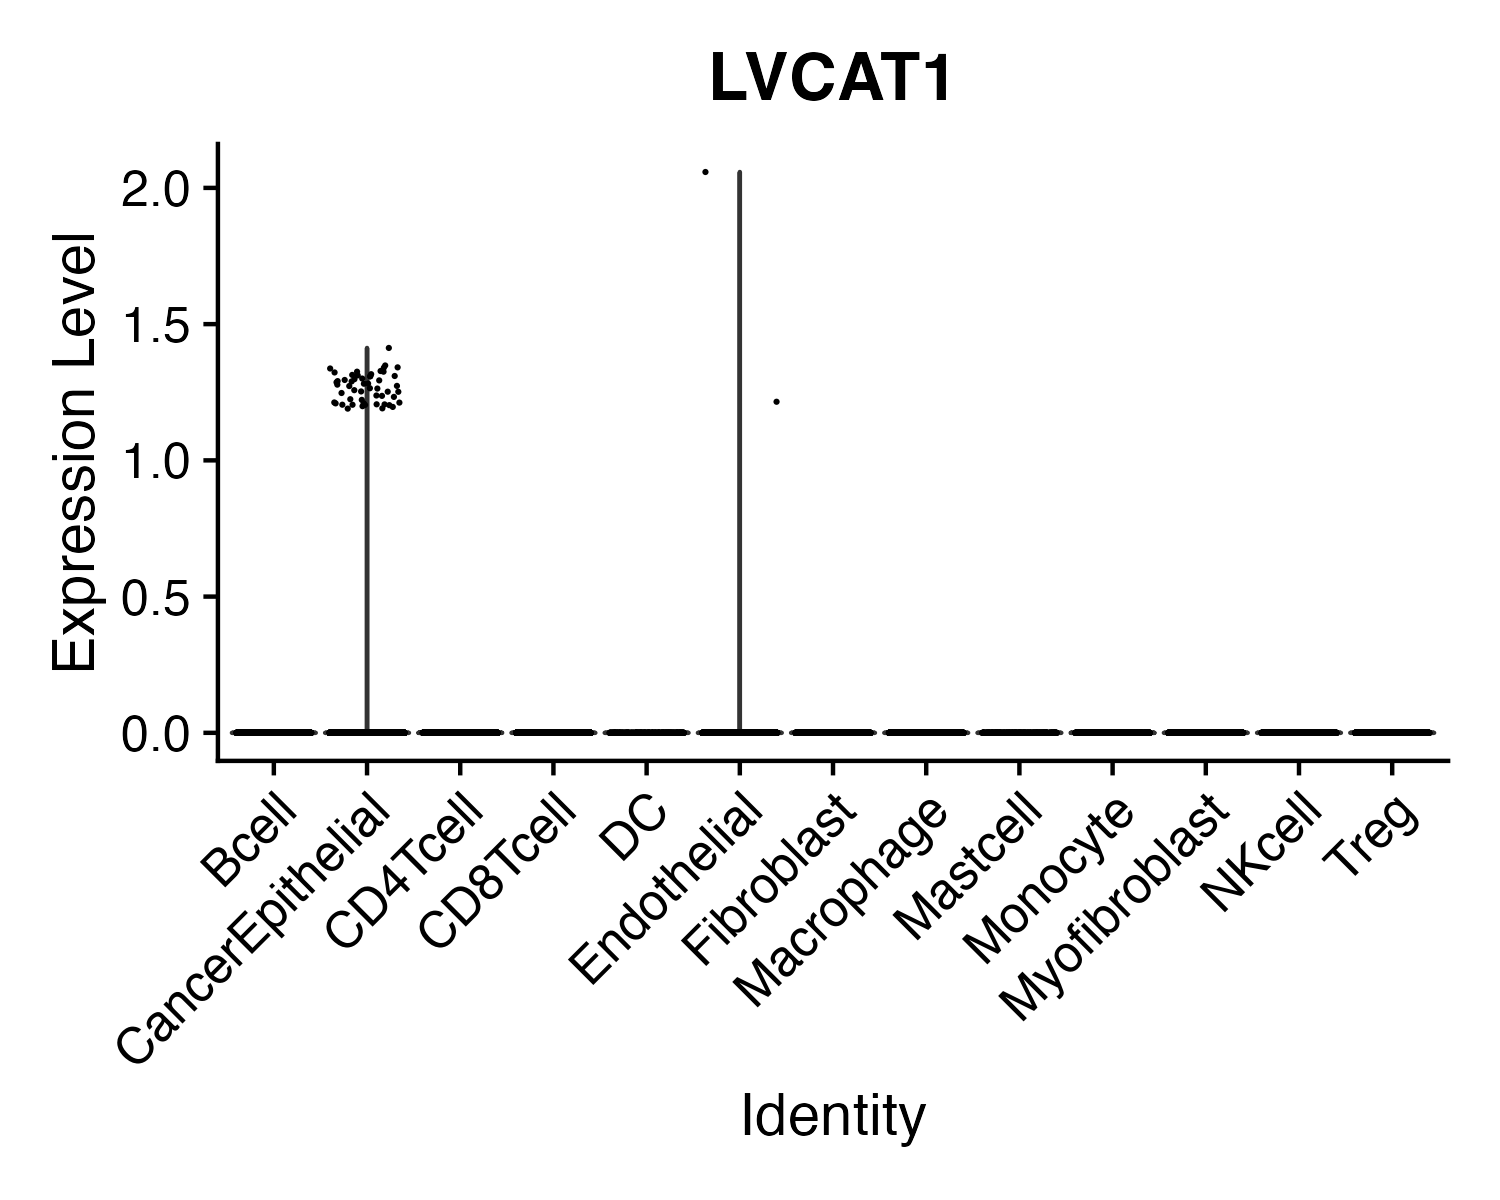 LVCAT1
Expression Level
2.0
1.5
1.0
0.5
0.0
Bcell
CancerEpithelial
CD4Tcell
CD8Tcell
DC
Endothelial
Fibroblast
Macrophage
Mastcell
Monocyte
Myofibroblast
NKcell
Treg
Identity